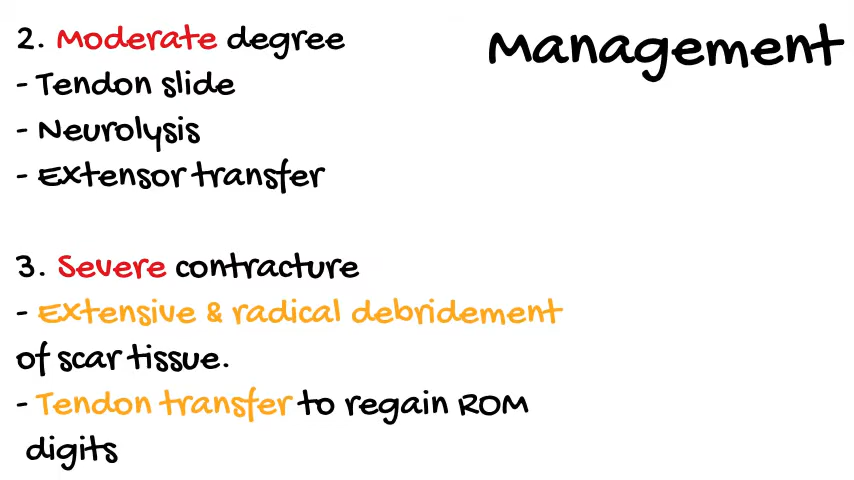 Management
2. Moderate degree
- Tendon slide
- Neurolysis
- Extensor transfer
3. Severe contracture
- Extensive & radical debridement
of scar tissue.
- Tendon transfer to regain ROM
digits